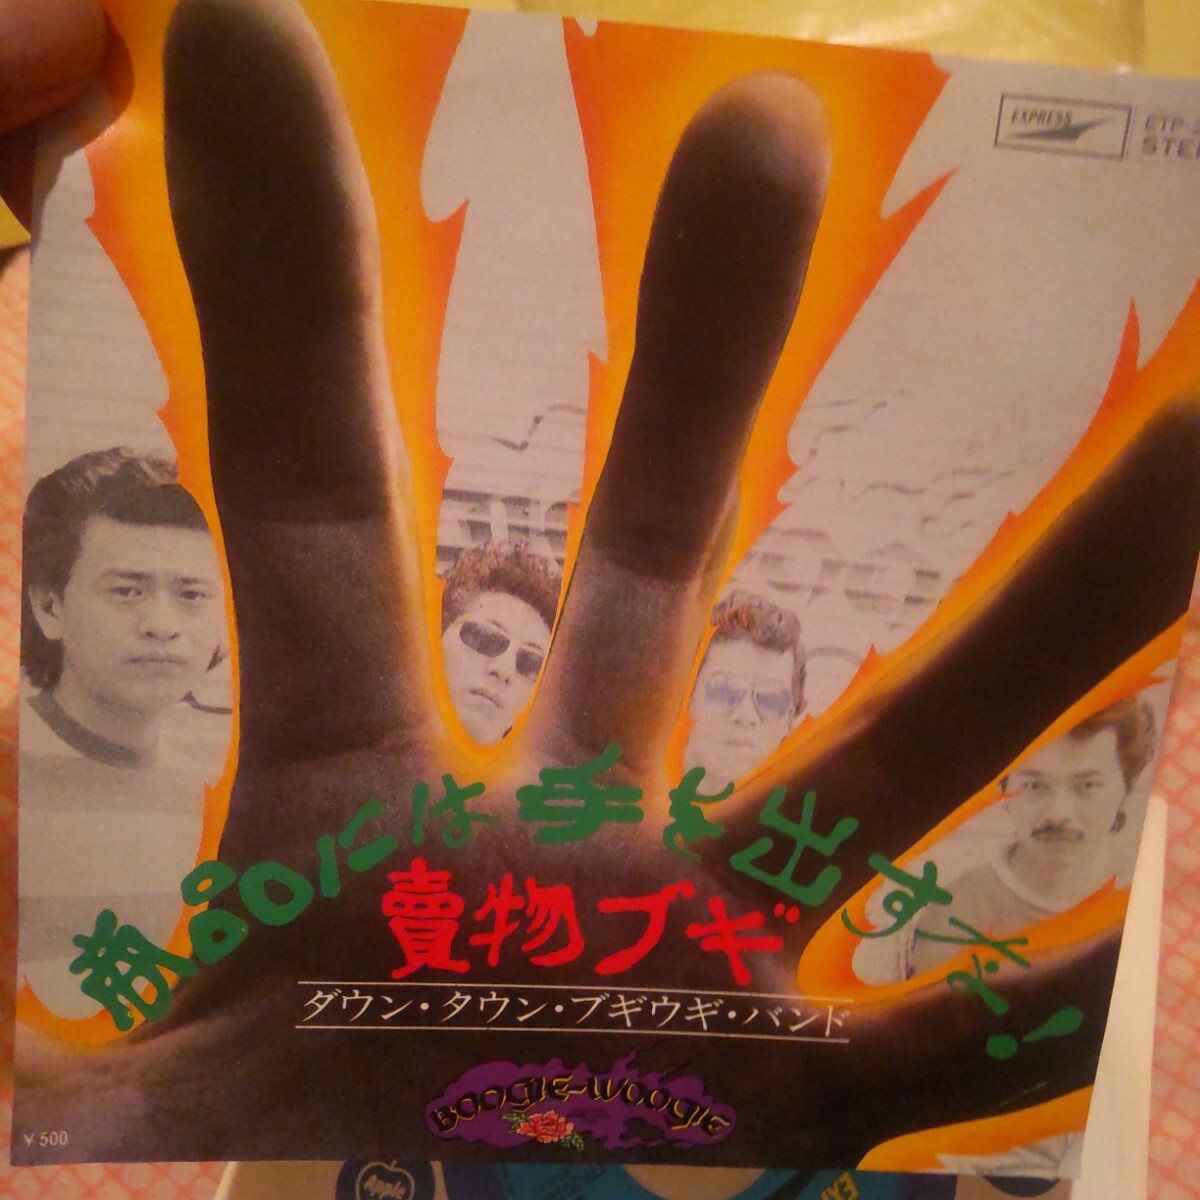 EXPRESS
ETP-
STE
商品には手を出すな!
賣物ブギ
ダウン・タウン・ブギウギ・バンド
BOOGIE-WOOGIE
¥500
Apple
EX